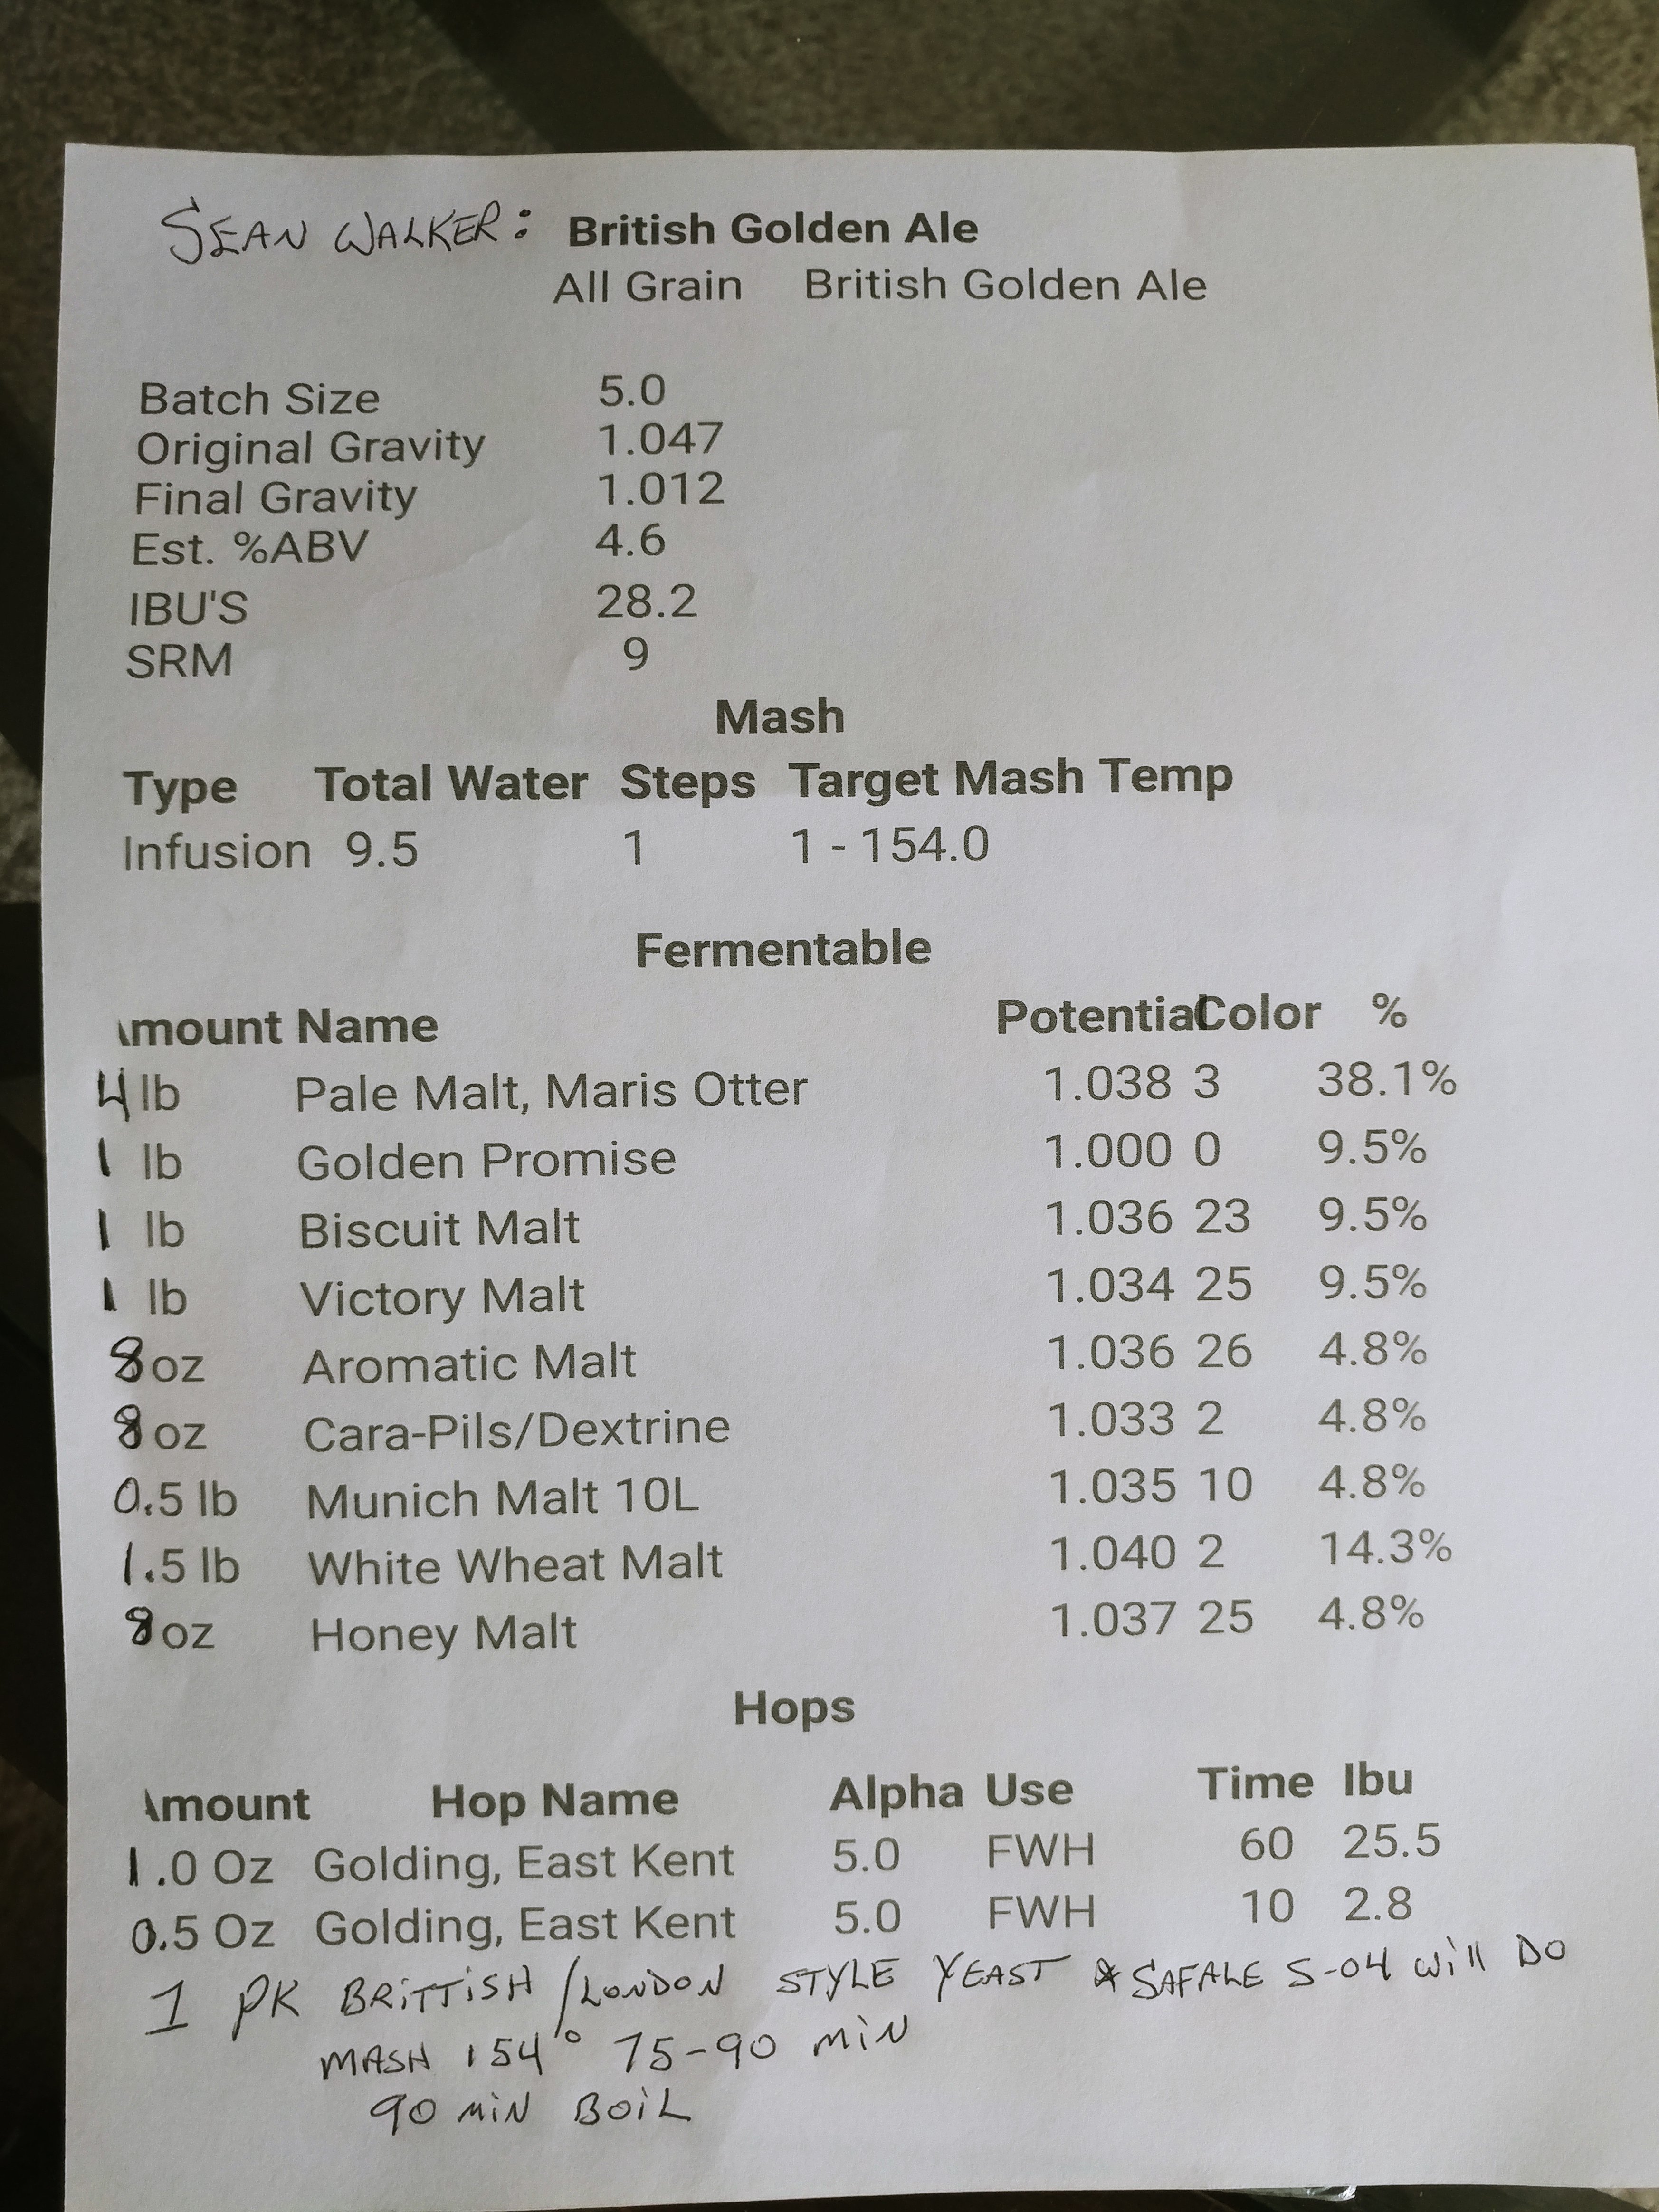 SEAN WALKER: British Golden Ale
All Grain British Golden Ale
Batch Size 5.0
Original Gravity 1.047
Final Gravity 1.012
Est. %ABV 4.6
IBU'S 28.2
SRM 9
Mash
Type Total Water Steps Target Mash Temp
Infusion 9.5 1 1 - 154.0
Fermentable
mount Name Potential Color %
4 lb Pale Malt, Maris Otter 1.038 3 38.1%
1 lb Golden Promise 1.000 0 9.5%
1 lb Biscuit Malt 1.036 23 9.5%
1 lb Victory Malt 1.034 25 9.5%
8 oz Aromatic Malt 1.036 26 4.8%
8 oz Cara-Pils/Dextrine 1.033 2 4.8%
0.5 lb Munich Malt 10L 1.035 10 4.8%
1.5 lb White Wheat Malt 1.040 2 14.3%
8 oz Honey Malt 1.037 25 4.8%
Hops
mount Hop Name Alpha Use Time Ibu
1.0 Oz Golding, East Kent 5.0 FWH 60 25.5
0.5 Oz Golding, East Kent 5.0 FWH 10 2.8
1 PK BRITTISH/LONDON STYLE YEAST * SAFALE S-04 Will DO
MASH 154° 75-90 MiN
90 MiN BOiL